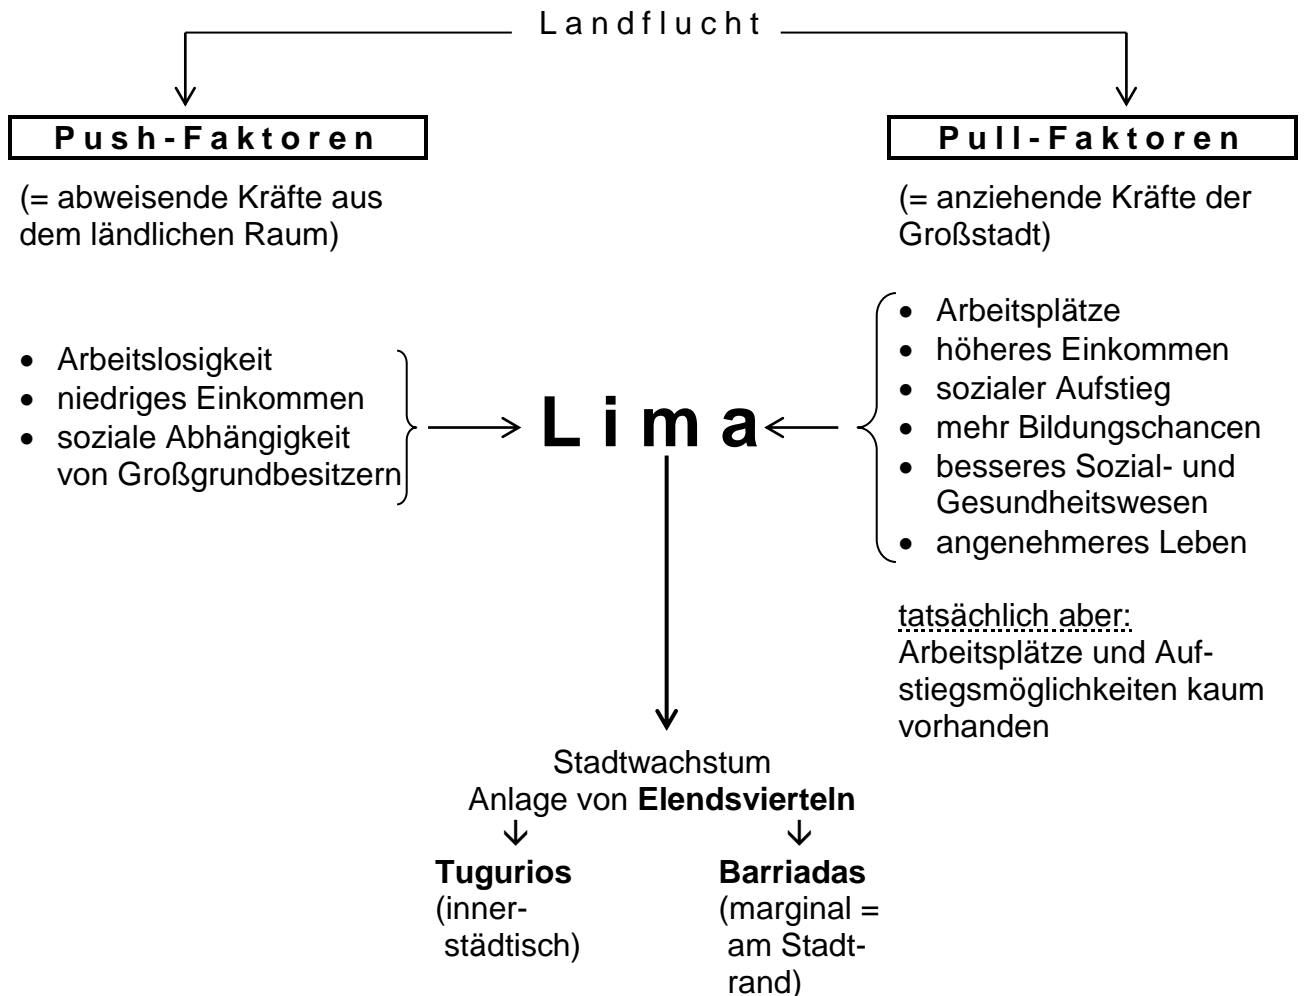 Landflucht
Push-Faktoren
(= abweisende Kräfte aus
dem ländlichen Raum)
• Arbeitslosigkeit
• niedriges Einkommen
• soziale Abhängigkeit
von Großgrundbesitzern
Lima
Pull-Faktoren
(= anziehende Kräfte der
Großstadt)
• Arbeitsplätze
• höheres Einkommen
• sozialer Aufstieg
• mehr Bildungschancen
• besseres Sozial- und
Gesundheitswesen
• angenehmeres Leben
tatsächlich aber:
Arbeitsplätze und Auf-
stiegsmöglichkeiten kaum
vorhanden
Stadtwachstum
Anlage von Elendsvierteln
Tugurios
(inner-
städtisch)
Barriadas
(marginal =
am Stadt-
rand)